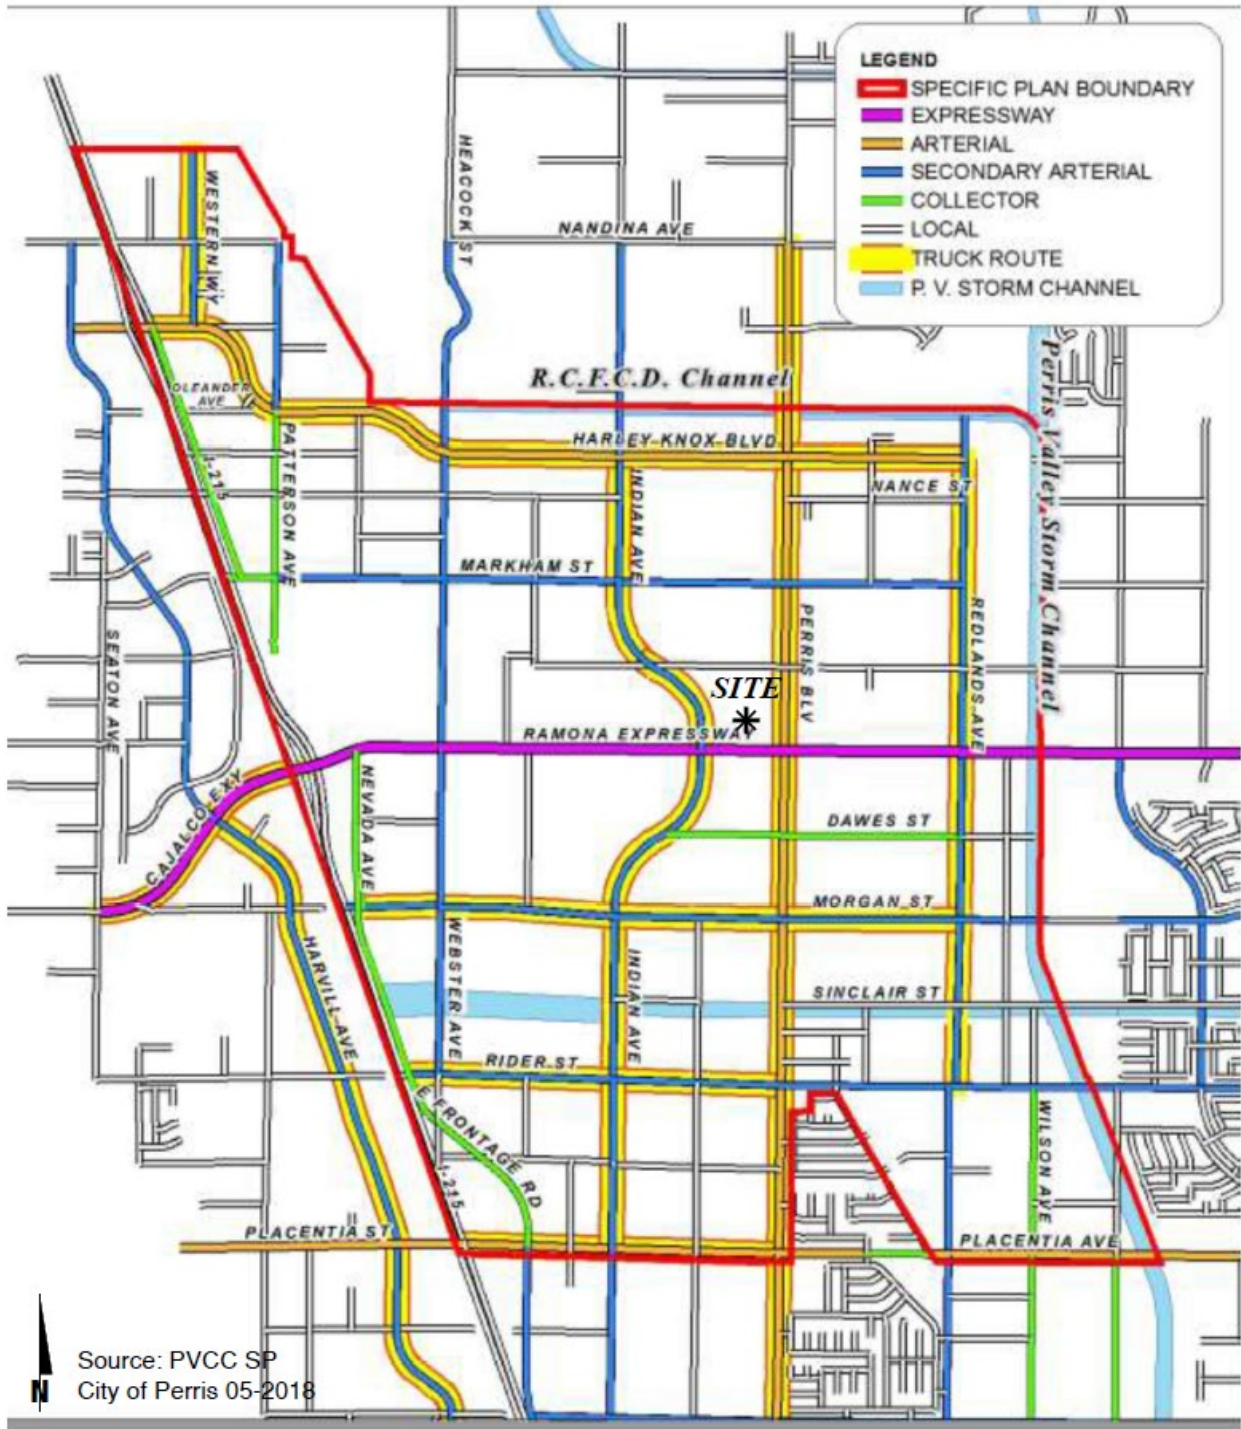 LEGEND
SPECIFIC PLAN BOUNDARY
EXPRESSWAY
ARTERIAL
SECONDARY ARTERIAL
COLLECTOR
LOCAL
TRUCK ROUTE
P. V. STORM CHANNEL
HEACOCK ST
WESTERN WY
NANDINA AVE
R.C.F.C.D. Channel
Perris Valley Storm Channel
OLEANDER
AVE
HARLEY KNOX BLVD
PATTERSON AVE
I-215
INDIAN AVE
NANCE ST
MARKHAM ST
SEATON AVE
PERRIS BLV
REDLANDS AVE
SITE
RAMONA EXPRESSWAY
CAJALCO EXY
NEVADA AVE
DAWES ST
MORGAN ST
HARVILL AVE
WEBSTER AVE
INDIAN AVE
SINCLAIR ST
RIDER ST
E FRONTAGE RD
WILSON AVE
I-215
PLACENTIA ST
PLACENTIA AVE
Source: PVCC SP
N City of Perris 05-2018